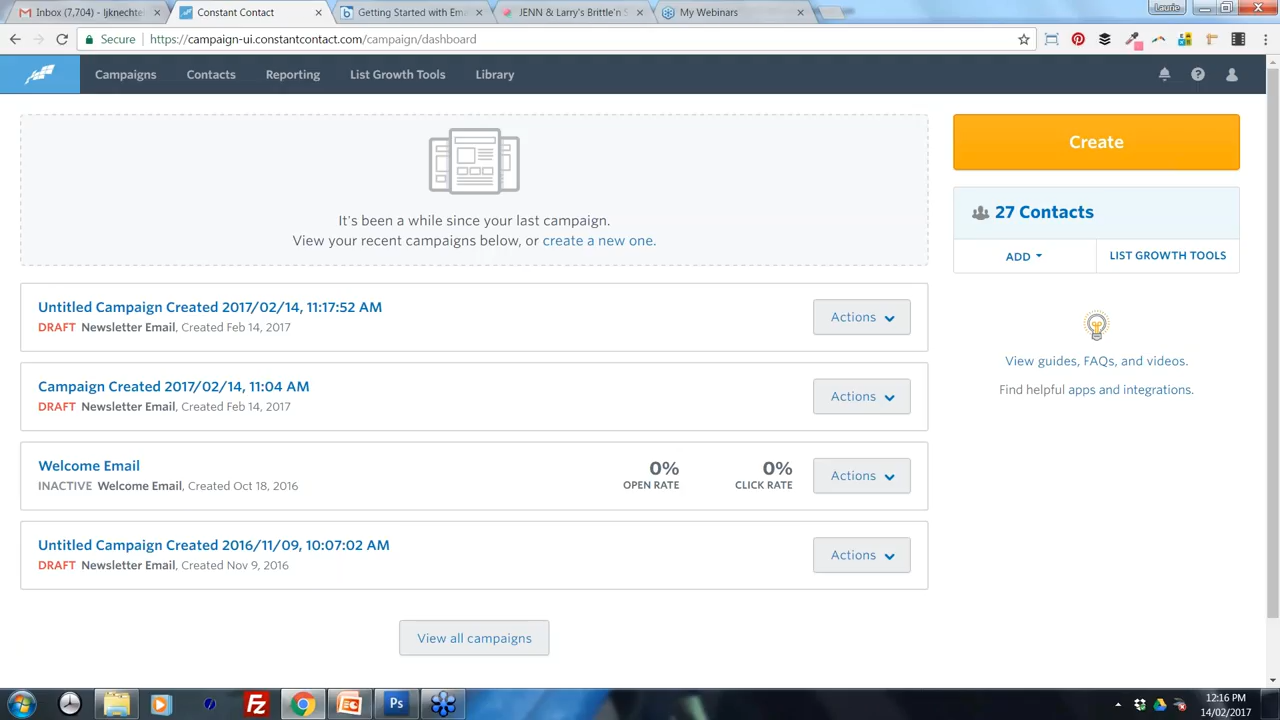 Inbox (7,704) - ljknechte
Constant Contact
Getting Started with Ema
JENN & Larry's Brittle'n S
My Webinars
Laurie
Secure
https://campaign-ui.constantcontact.com/campaign/dashboard
Campaigns
Contacts
Reporting
List Growth Tools
Library
It's been a while since your last campaign.
View your recent campaigns below, or create a new one.
Create
27 Contacts
ADD
LIST GROWTH TOOLS
View guides, FAQs, and videos.
Find helpful apps and integrations.
Untitled Campaign Created 2017/02/14, 11:17:52 AM
DRAFT Newsletter Email, Created Feb 14, 2017
Actions
Campaign Created 2017/02/14, 11:04 AM
DRAFT Newsletter Email, Created Feb 14, 2017
Actions
Welcome Email
INACTIVE Welcome Email, Created Oct 18, 2016
0%
OPEN RATE
0%
CLICK RATE
Actions
Untitled Campaign Created 2016/11/09, 10:07:02 AM
DRAFT Newsletter Email, Created Nov 9, 2016
Actions
View all campaigns
Fz
Ps
12:16 PM
14/02/2017